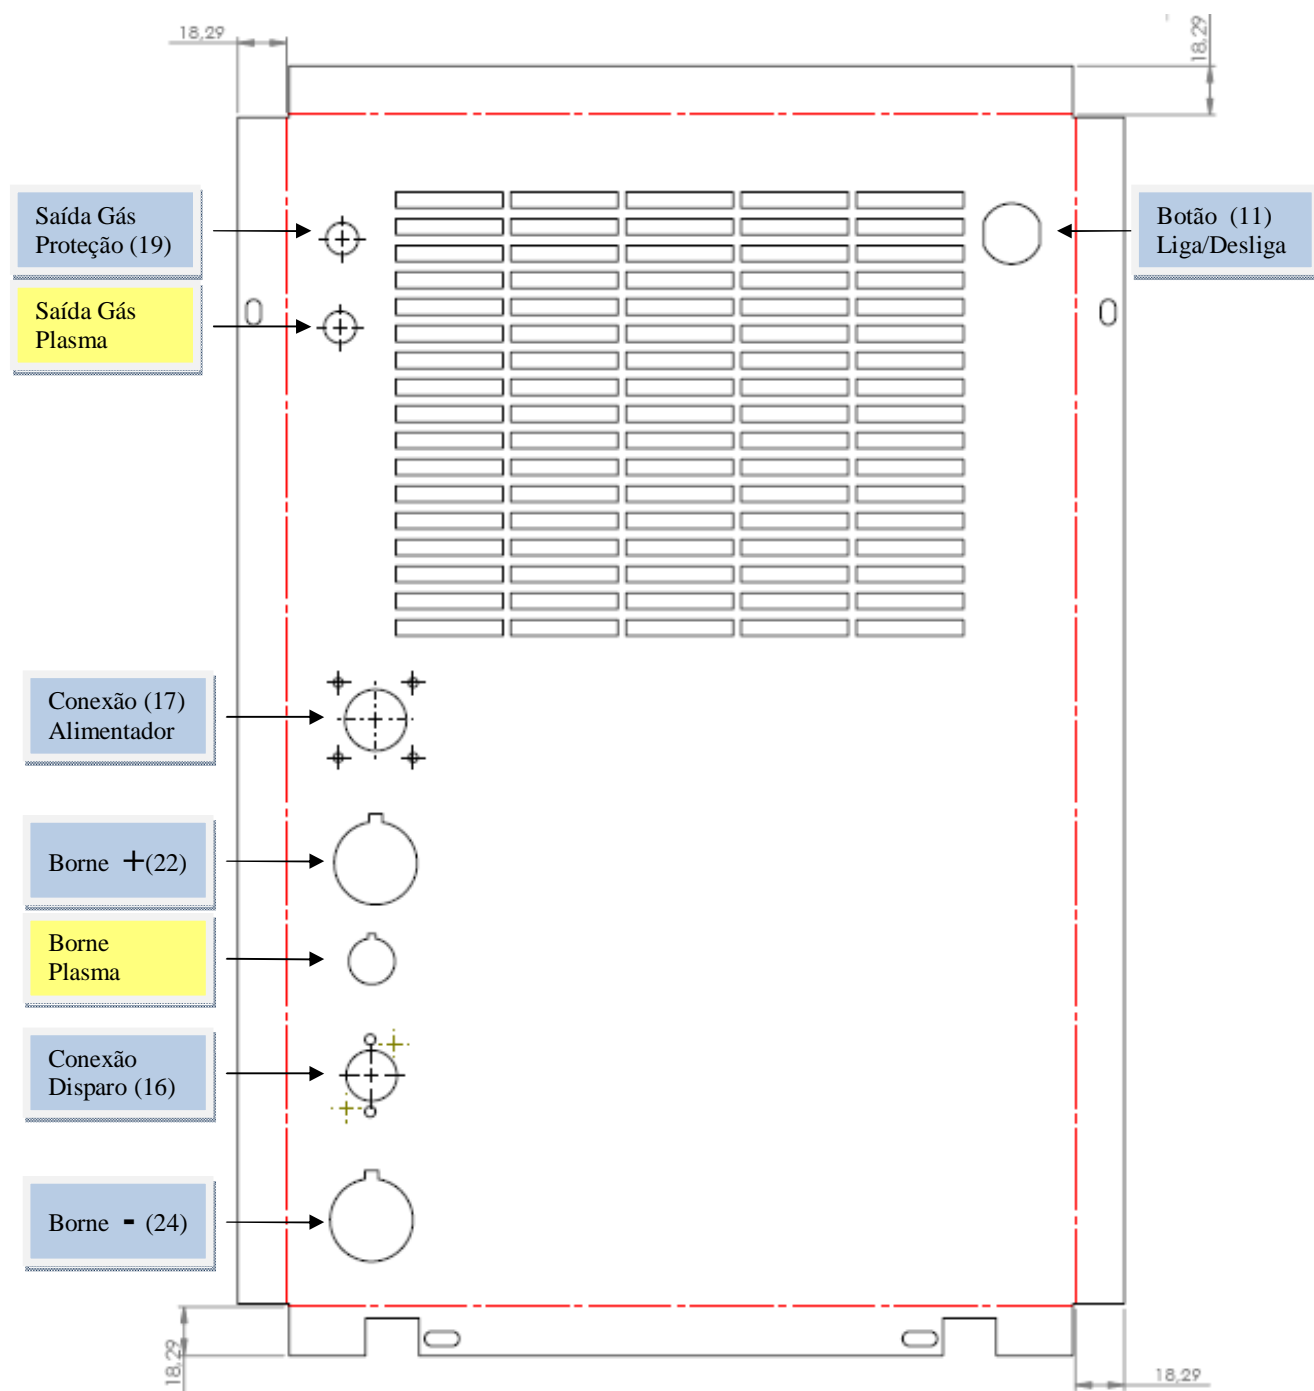 18,29
18,29
Saída Gás
Proteção (19)
Botão (11)
Liga/Desliga
Saída Gás
Plasma
Conexão (17)
Alimentador
Borne +(22)
Borne
Plasma
Conexão
Disparo (16)
Borne - (24)
18,29
18,29